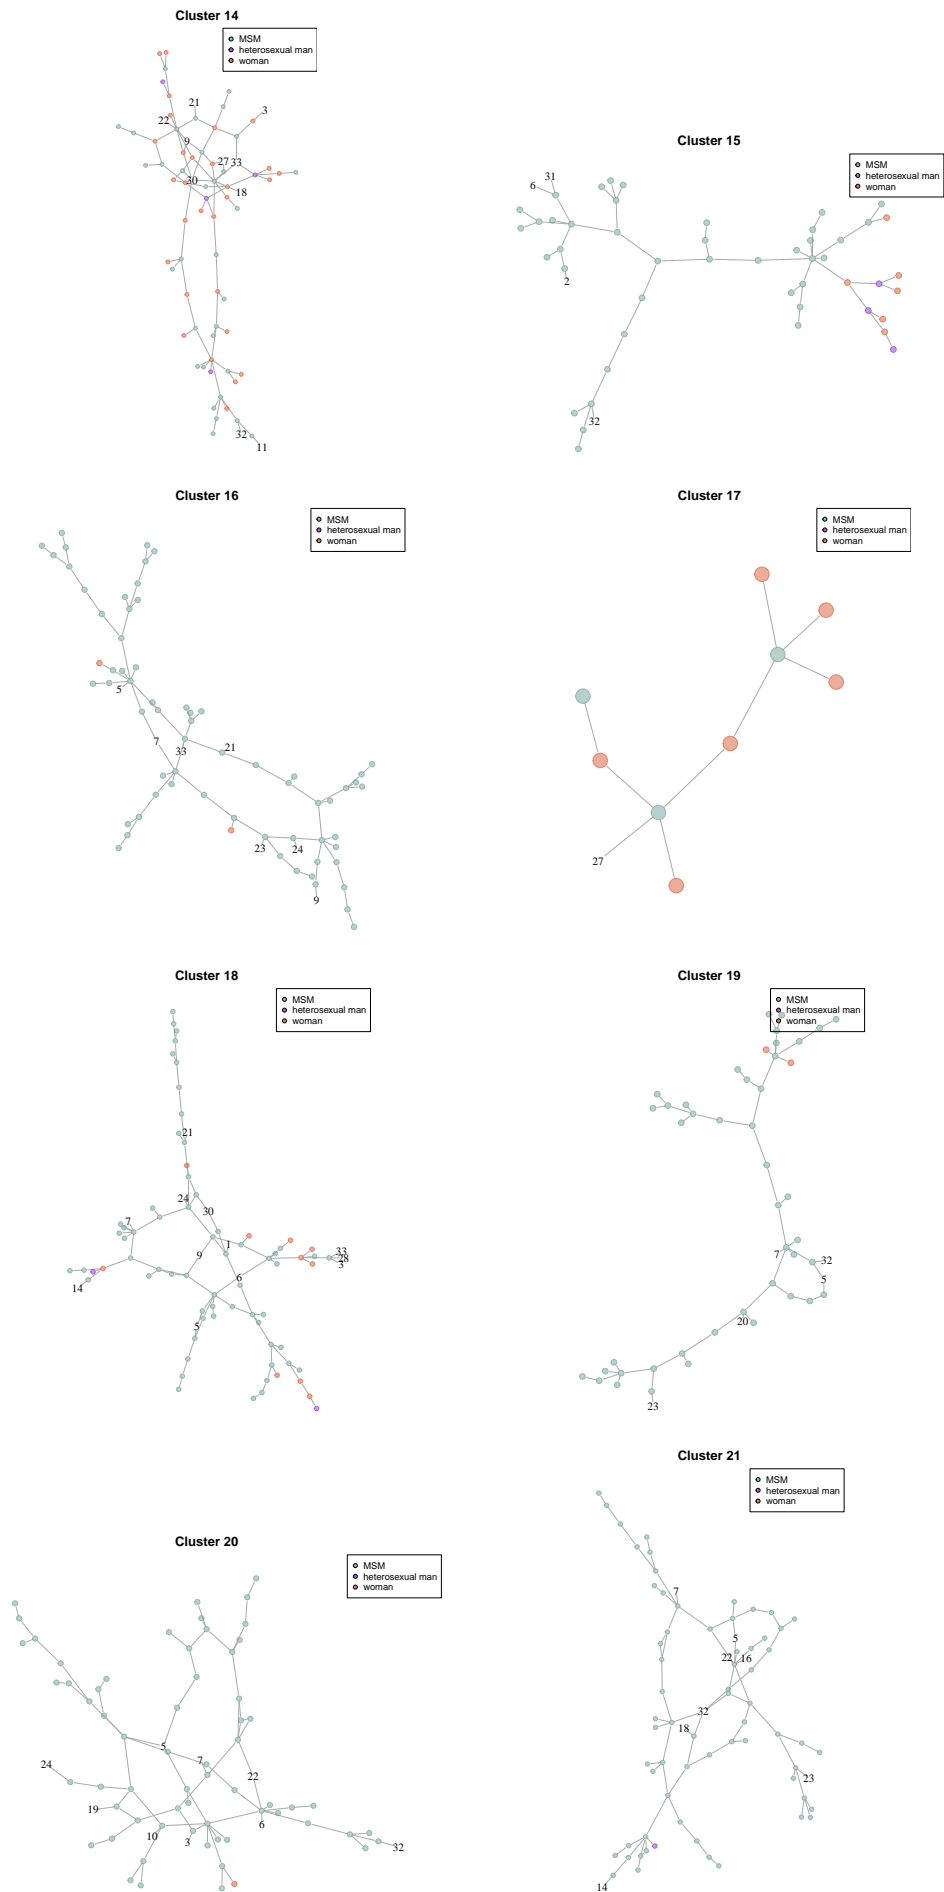 Cluster 14
MSM
heterosexual man
woman
21
3
22
9
27
33
30
18
32
11
Cluster 15
MSM
heterosexual man
woman
31
6
2
32
Cluster 16
MSM
heterosexual man
woman
5
7
33
21
23
24
9
Cluster 17
MSM
heterosexual man
woman
27
Cluster 18
MSM
heterosexual man
woman
21
24
30
7
1
9
33
28
3
14
6
5
Cluster 19
MSM
heterosexual man
woman
7
32
5
20
23
Cluster 20
MSM
heterosexual man
woman
5
7
24
22
19
6
10
3
32
Cluster 21
MSM
heterosexual man
woman
7
5
22
16
32
18
23
14